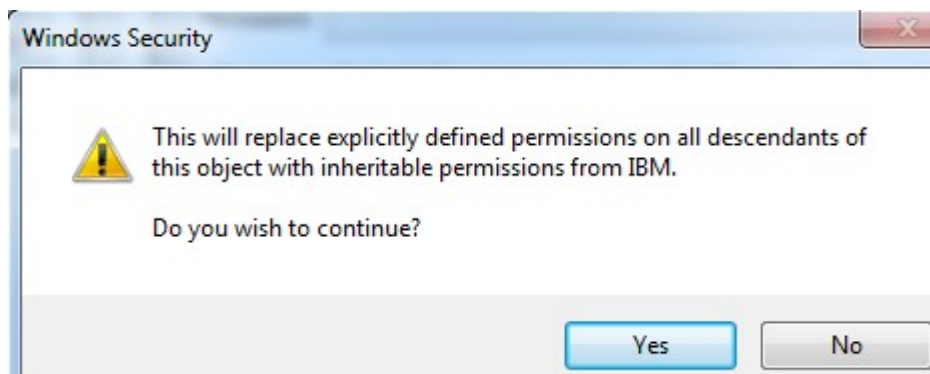 Windows Security
This will replace explicitly defined permissions on all descendants of
this object with inheritable permissions from IBM.
Do you wish to continue?
Yes
No